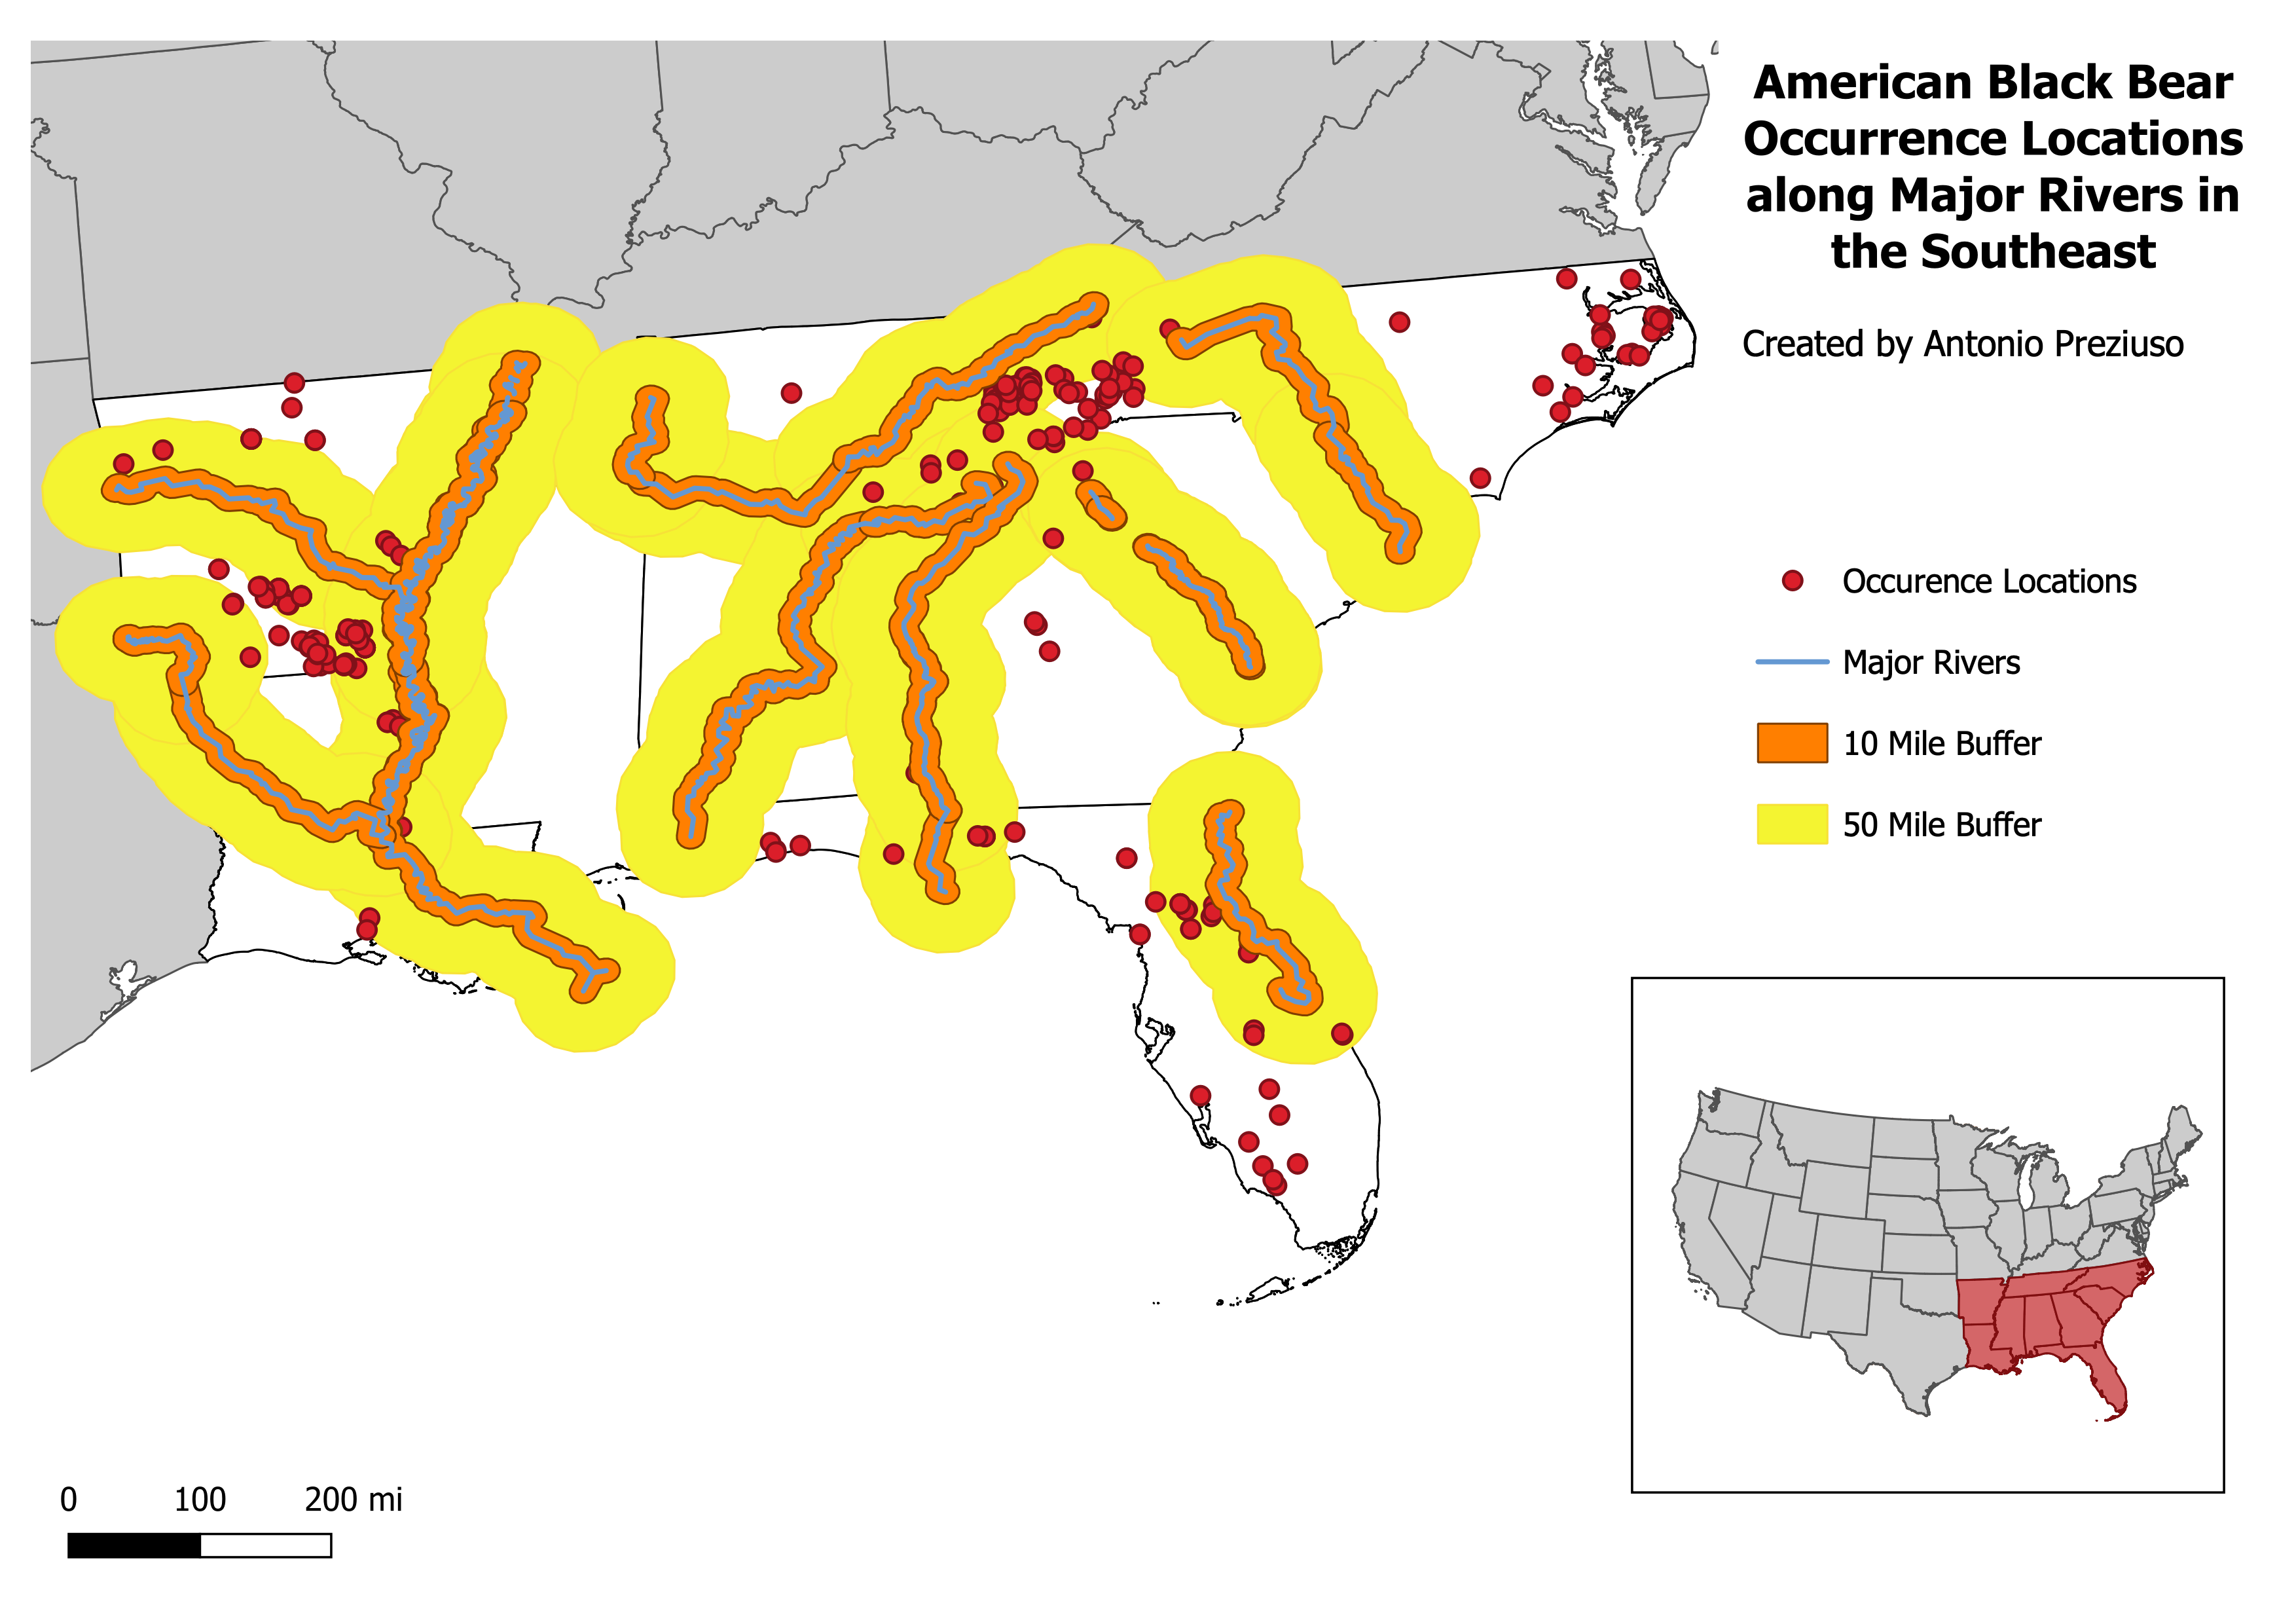 American Black Bear
Occurrence Locations
along Major Rivers in
the Southeast
Created by Antonio Preziuso
Occurence Locations
Major Rivers
10 Mile Buffer
50 Mile Buffer
0 100 200 mi